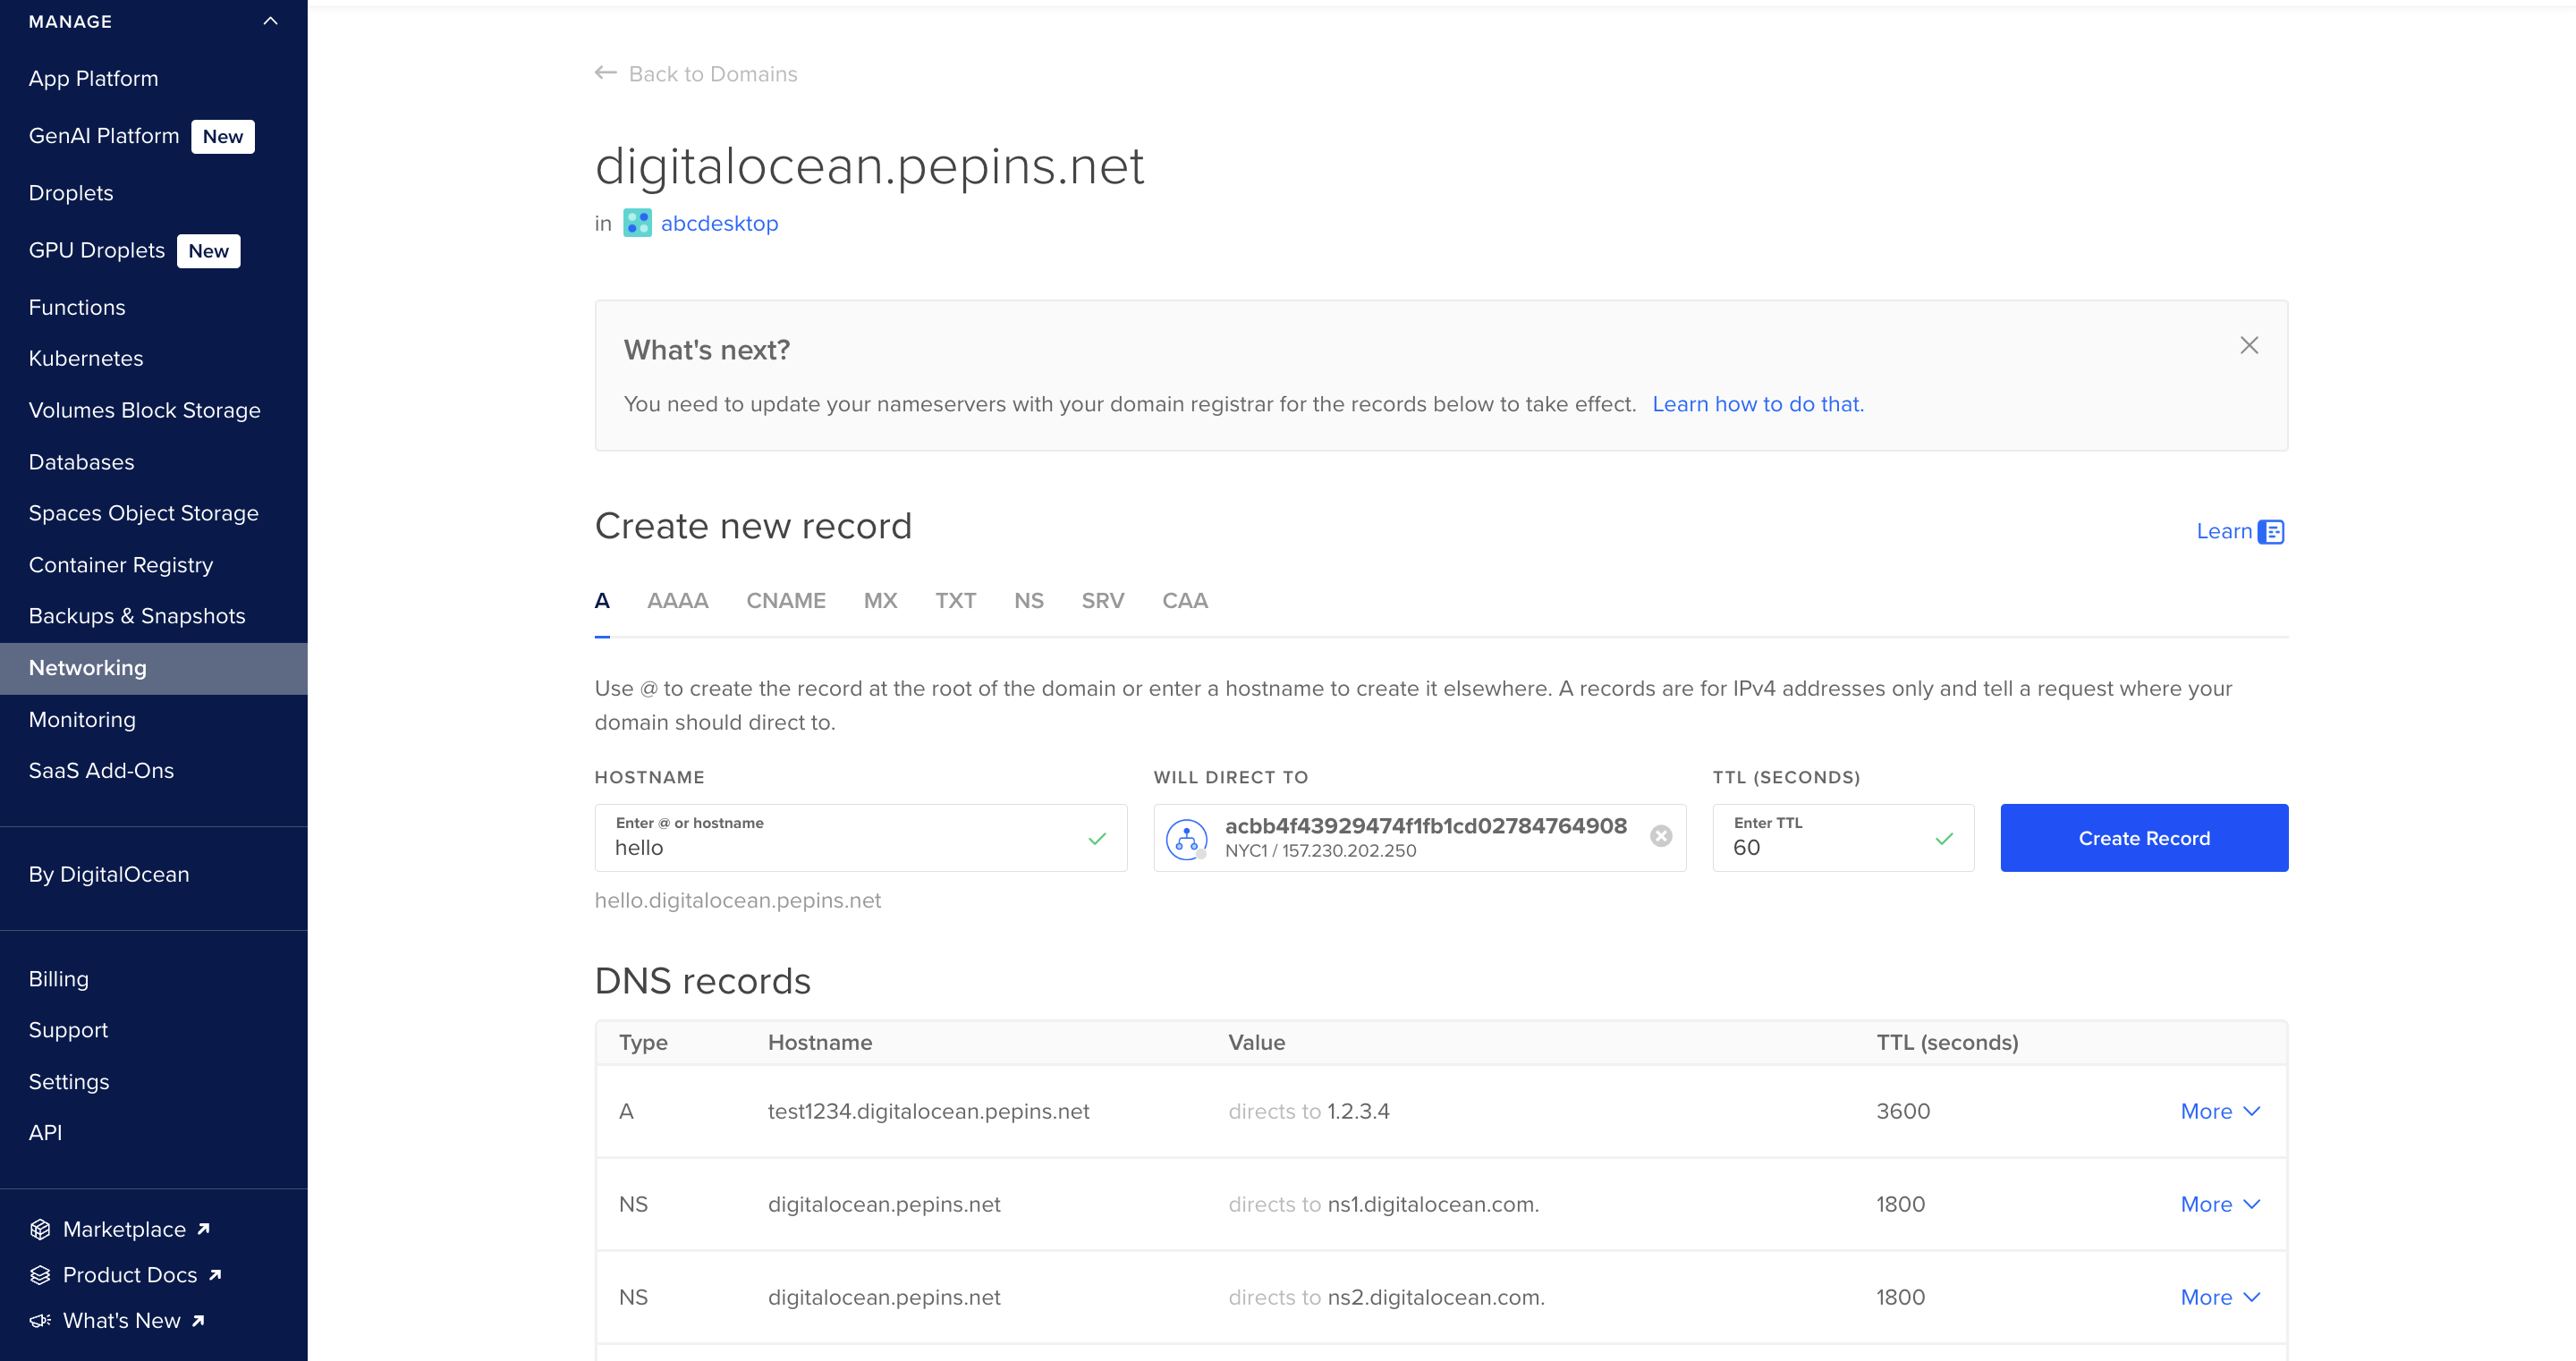 MANAGE
App Platform
GenAI Platform New
Droplets
GPU Droplets New
Functions
Kubernetes
Volumes Block Storage
Databases
Spaces Object Storage
Container Registry
Backups & Snapshots
Networking
Monitoring
SaaS Add-Ons
By DigitalOcean
Billing
Support
Settings
API
Marketplace
Product Docs
What's New
Back to Domains
digitalocean.pepins.net
in abcdesktop
What's next?
You need to update your nameservers with your domain registrar for the records below to take effect. Learn how to do that.
Create new record
Learn
A AAAA CNAME MX TXT NS SRV CAA
Use @ to create the record at the root of the domain or enter a hostname to create it elsewhere. A records are for IPv4 addresses only and tell a request where your
domain should direct to.
HOSTNAME WILL DIRECT TO TTL (SECONDS)
Enter @ or hostname
hello
acbb4f43929474f1fb1cd02784764908
NYC1 / 157.230.202.250
Enter TTL
60
Create Record
hello.digitalocean.pepins.net
DNS records
Type Hostname Value TTL (seconds)
A test1234.digitalocean.pepins.net directs to 1.2.3.4 3600 More
NS digitalocean.pepins.net directs to ns1.digitalocean.com. 1800 More
NS digitalocean.pepins.net directs to ns2.digitalocean.com. 1800 More